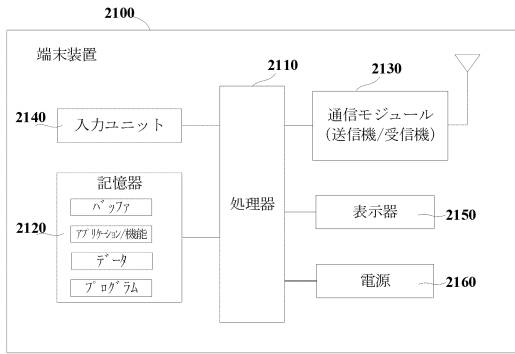 2100
端末装置
2110
2130
2140
入力ユニット
通信モジュール
(送信機/受信機)
記憶器
2120
バッファ
アプリケーション/機能
データ
プログラム
処理器
表示器
2150
電源
2160